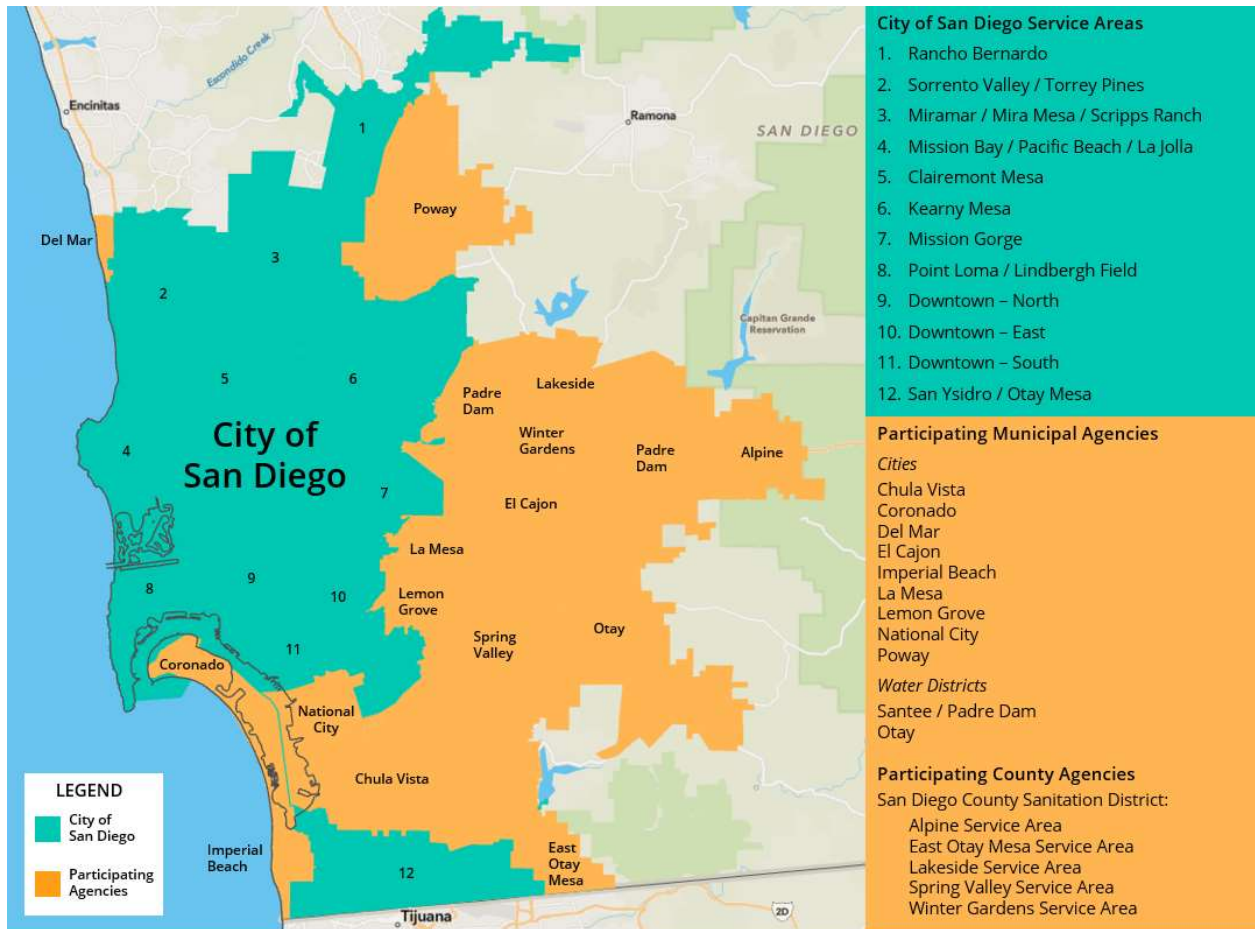 Escondido Creek
Encinitas
Ramona
SAN DIEGO
1
Poway
Del Mar
3
2
Capitan Grande
Reservation
5
6
Lakeside
Padre
Dam
City of
San Diego
4
Winter
Gardens
Padre
Dam
Alpine
7
El Cajon
La Mesa
8
9
10
Lemon
Grove
Spring
Valley
Otay
11
Coronado
National
City
Chula Vista
LEGEND
City of
San Diego
Participating
Agencies
Imperial
Beach
12
East
Otay
Mesa
Tijuana
2D
City of San Diego Service Areas
1. Rancho Bernardo
2. Sorrento Valley / Torrey Pines
3. Miramar / Mira Mesa / Scripps Ranch
4. Mission Bay / Pacific Beach / La Jolla
5. Clairemont Mesa
6. Kearny Mesa
7. Mission Gorge
8. Point Loma / Lindbergh Field
9. Downtown – North
10. Downtown – East
11. Downtown – South
12. San Ysidro / Otay Mesa
Participating Municipal Agencies
Cities
Chula Vista
Coronado
Del Mar
El Cajon
Imperial Beach
La Mesa
Lemon Grove
National City
Poway
Water Districts
Santee / Padre Dam
Otay
Participating County Agencies
San Diego County Sanitation District:
Alpine Service Area
East Otay Mesa Service Area
Lakeside Service Area
Spring Valley Service Area
Winter Gardens Service Area